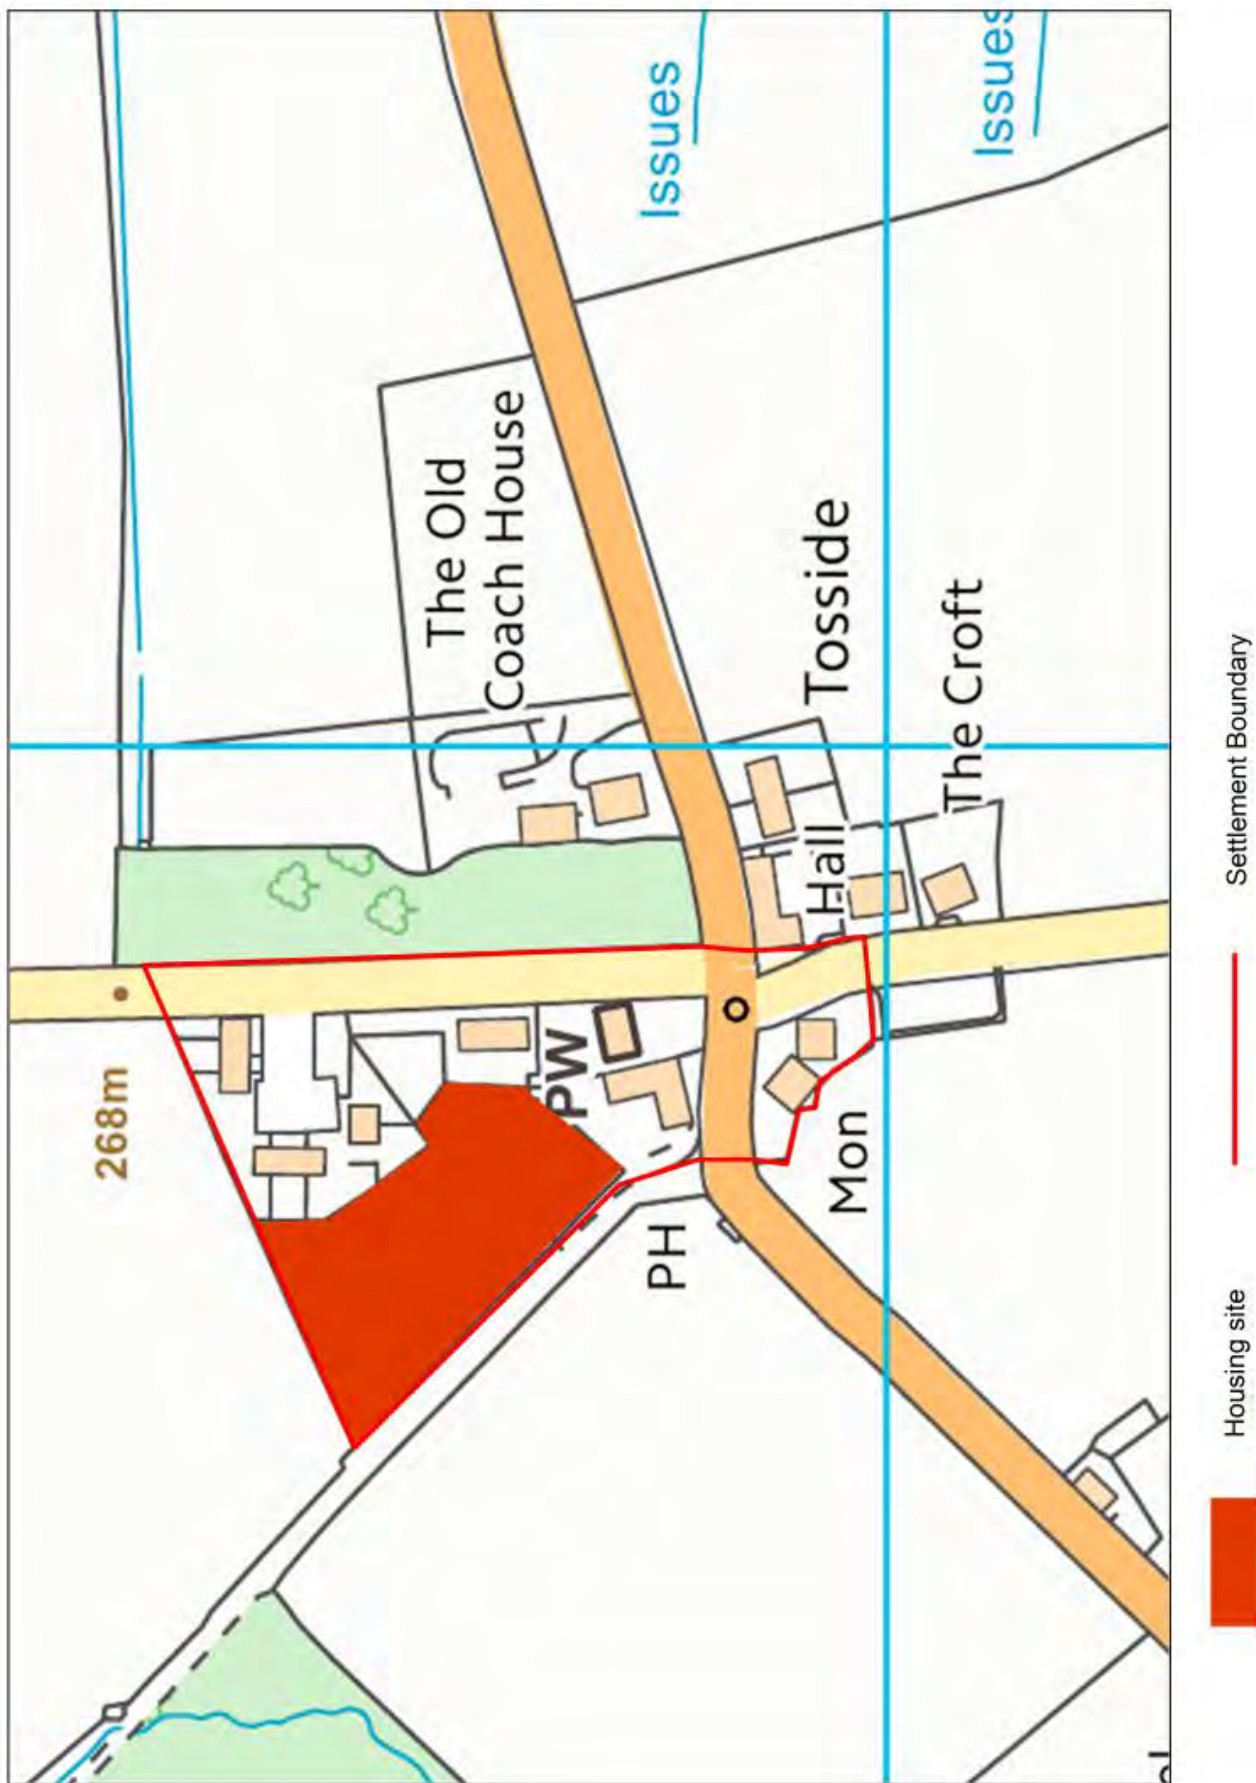 Issues
Issues
The Old
Coach House
Tosside
The Croft
Hall
268m
PW
PH
Mon
Housing site
Settlement Boundary